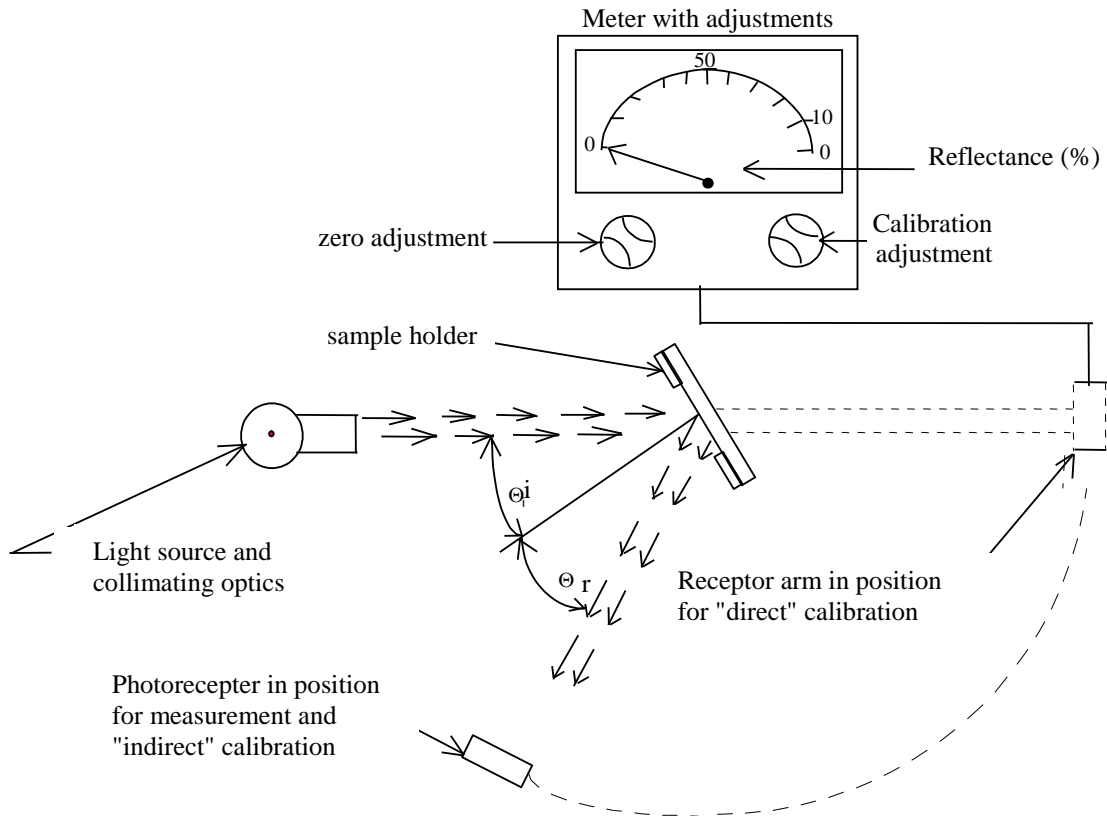 Meter with adjustments
50
0
10
0
Reflectance (%)
zero adjustment
Calibration
adjustment
sample holder
Θi i
Light source and
collimating optics
Θ r
Receptor arm in position
for "direct" calibration
Photorecepter in position
for measurement and
"indirect" calibration